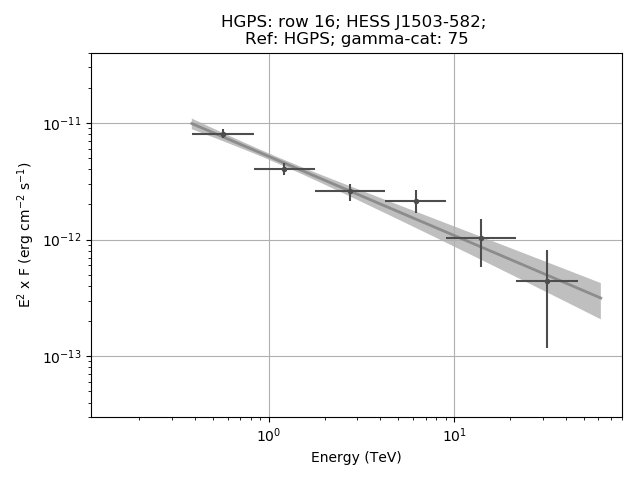 HGPS: row 16; HESS J1503-582;
Ref: HGPS; gamma-cat: 75
E² x F (erg cm⁻² s⁻¹)
10⁻¹¹
10⁻¹²
10⁻¹³
10⁰ 10¹
Energy (TeV)